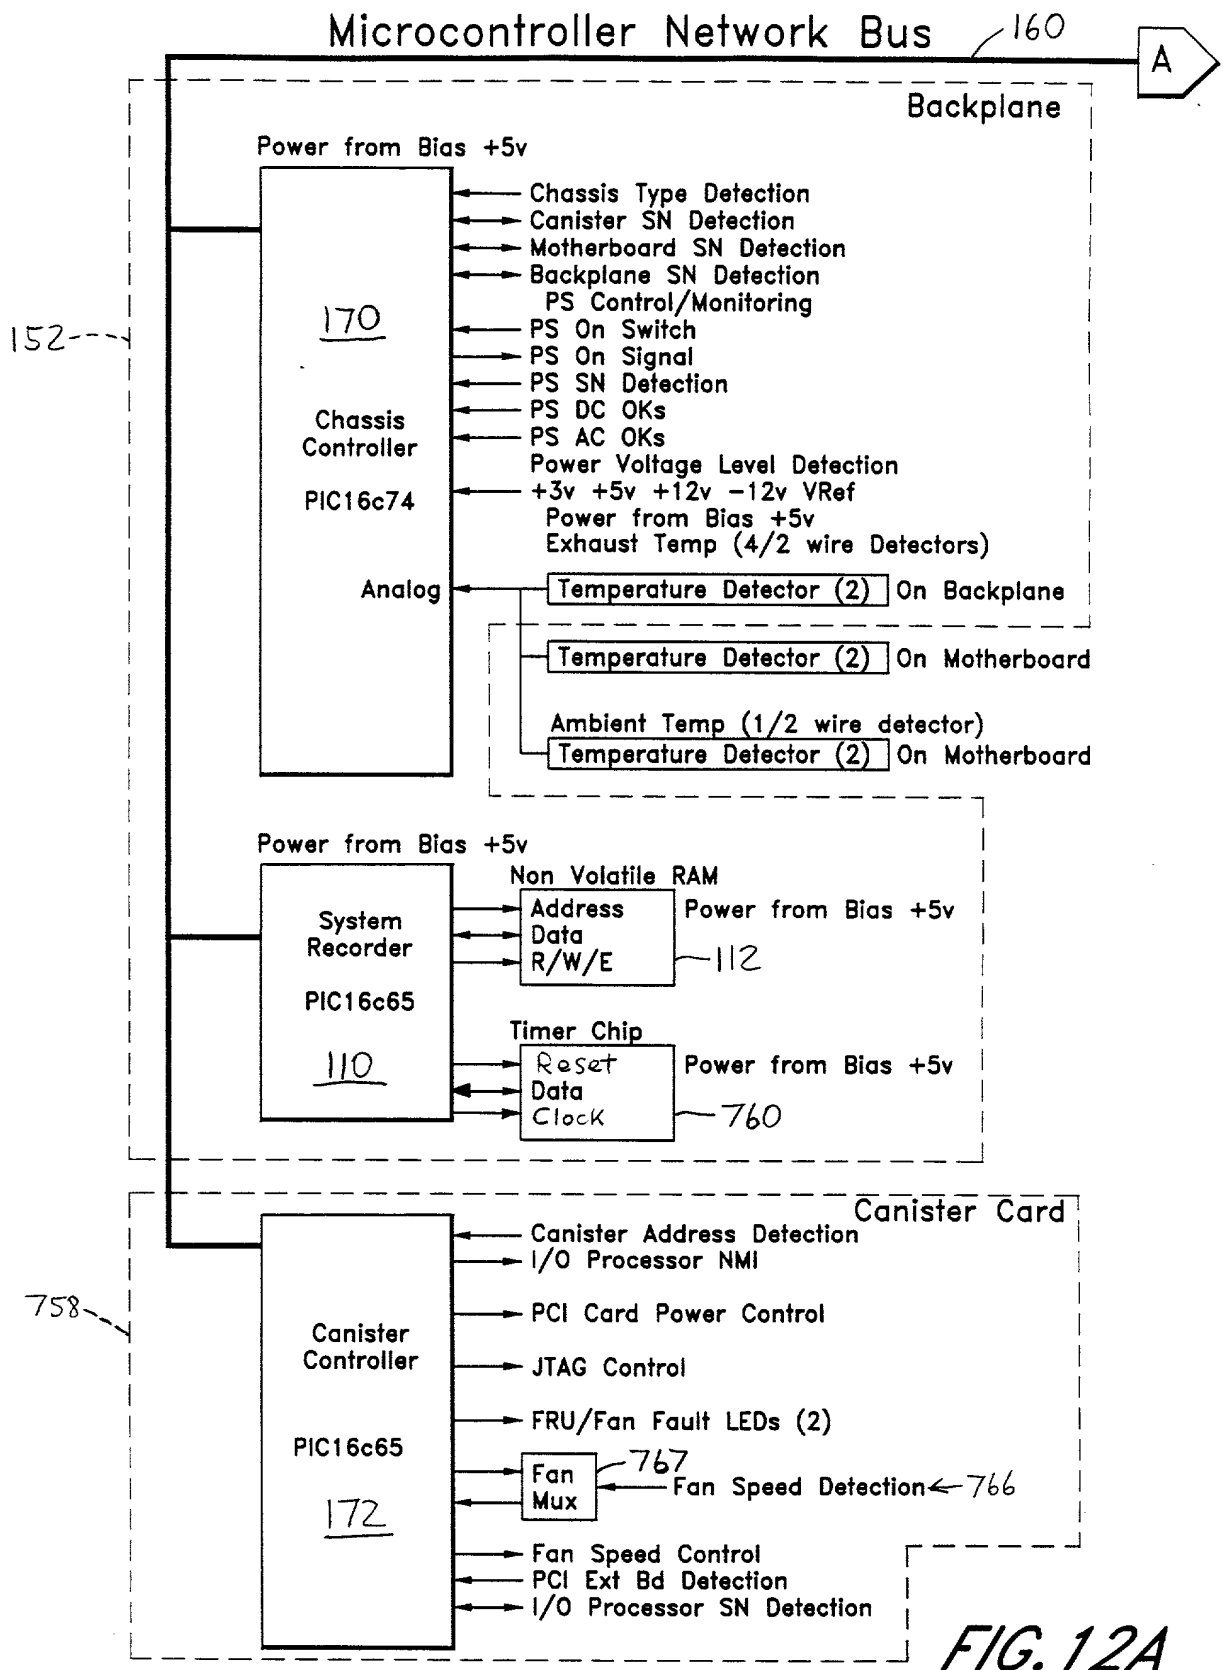 Microcontroller Network Bus
160
A
Backplane
Power from Bias +5v
Chassis Type Detection
Canister SN Detection
Motherboard SN Detection
Backplane SN Detection
PS Control/Monitoring
170
PS On Switch
152
PS On Signal
PS SN Detection
PS DC OKs
Chassis
Controller
PS AC OKs
Power Voltage Level Detection
PIC16c74
+3v +5v +12v -12v VRef
Power from Bias +5v
Exhaust Temp (4/2 wire Detectors)
Analog
Temperature Detector (2) On Backplane
Temperature Detector (2) On Motherboard
Ambient Temp (1/2 wire detector)
Temperature Detector (2) On Motherboard
Power from Bias +5v
Non Volatile RAM
System
Recorder
Address
Power from Bias +5v
Data
R/W/E
112
PIC16c65
Timer Chip
110
Reset
Power from Bias +5v
Data
Clock
760
Canister Card
Canister Address Detection
I/O Processor NMI
758
PCI Card Power Control
Canister
Controller
JTAG Control
FRU/Fan Fault LEDs (2)
PIC16c65
767
Fan
Mux
Fan Speed Detection
766
172
Fan Speed Control
PCI Ext Bd Detection
I/O Processor SN Detection
FIG. 12A